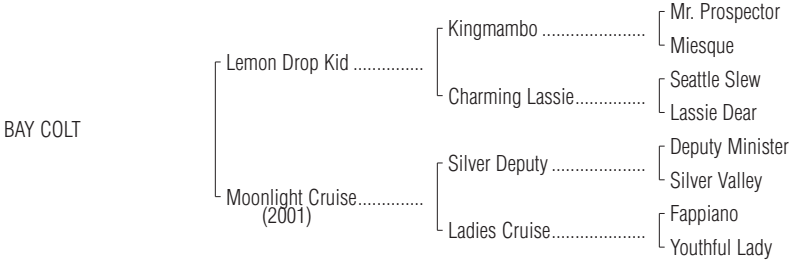 Mr. Prospector
Kingmambo ......................
Miesque
Lemon Drop Kid ...............
Seattle Slew
Charming Lassie...............
Lassie Dear
BAY COLT
Deputy Minister
Silver Deputy ....................
Silver Valley
Moonlight Cruise..............
(2001)
Fappiano
Ladies Cruise....................
Youthful Lady